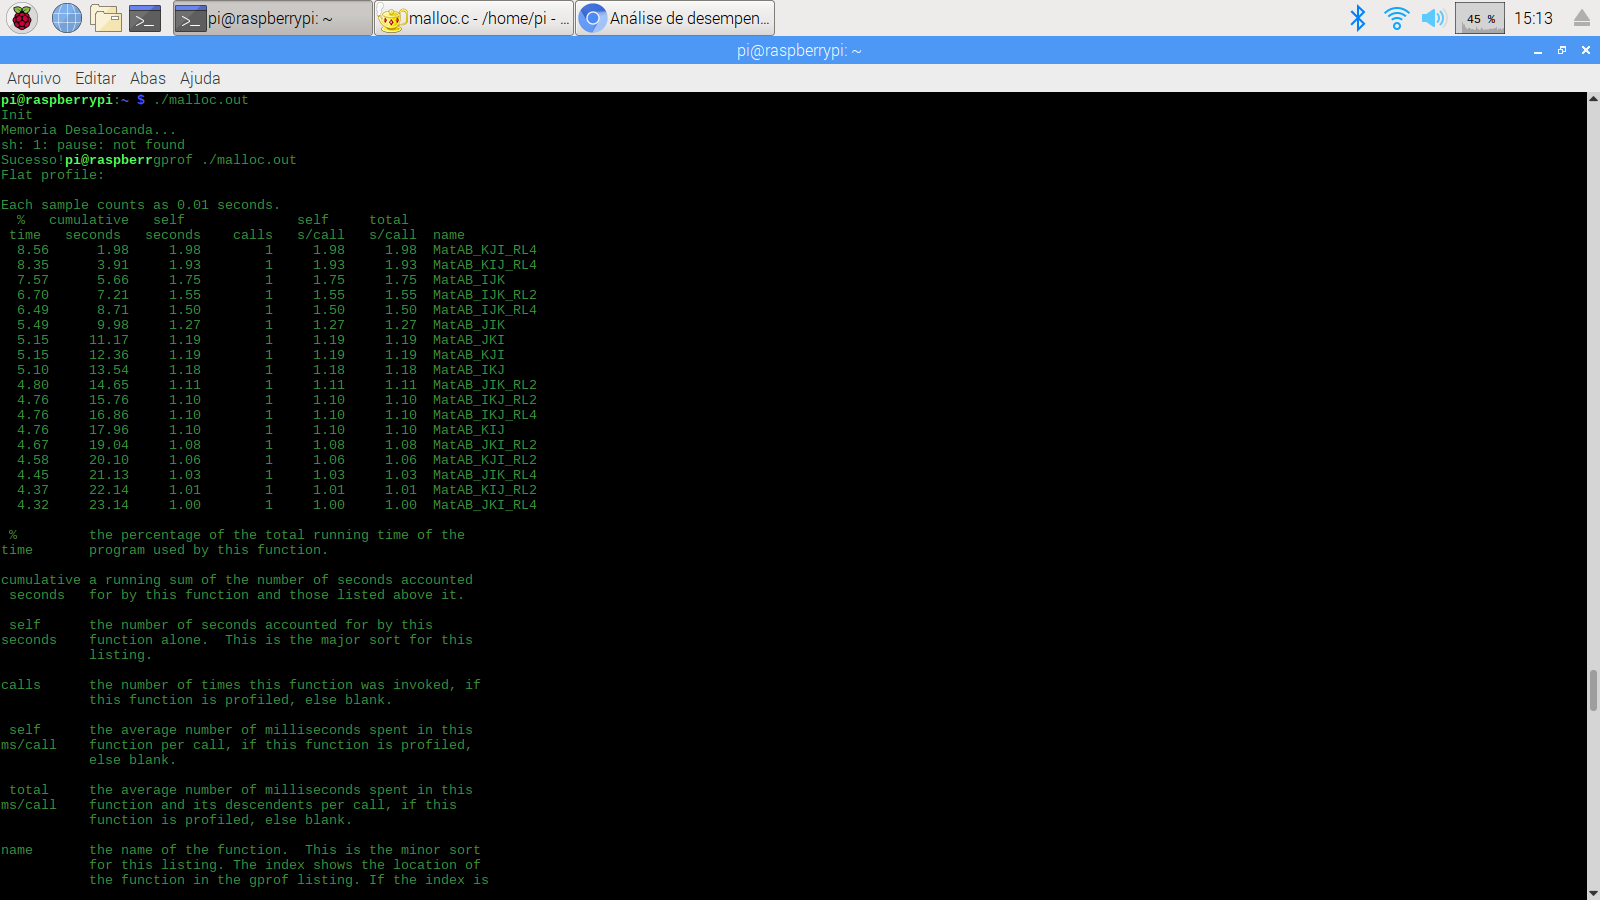 pi@raspberrypi: ~
malloc.c - /home/pi - ...
Análise de desempen...
45 %
15:13
pi@raspberrypi: ~
Arquivo Editar Abas Ajuda
pi@raspberrypi:~ $ ./malloc.out
Init
Memoria Desalocanda...
sh: 1: pause: not found
Sucesso!pi@raspberrgprof ./malloc.out
Flat profile:
Each sample counts as 0.01 seconds.
% cumulative self self total
time seconds seconds calls s/call s/call name
8.56 1.98 1.98 1 1.98 1.98 MatAB_KJI_RL4
8.35 3.91 1.93 1 1.93 1.93 MatAB_KIJ_RL4
7.57 5.66 1.75 1 1.75 1.75 MatAB_IJK
6.70 7.21 1.55 1 1.55 1.55 MatAB_IJK_RL2
6.49 8.71 1.50 1 1.50 1.50 MatAB_IJK_RL4
5.49 9.98 1.27 1 1.27 1.27 MatAB_JIK
5.15 11.17 1.19 1 1.19 1.19 MatAB_JKI
5.15 12.36 1.19 1 1.19 1.19 MatAB_KJI
5.10 13.54 1.18 1 1.18 1.18 MatAB_IKJ
4.80 14.65 1.11 1 1.11 1.11 MatAB_JIK_RL2
4.76 15.76 1.10 1 1.10 1.10 MatAB_IKJ_RL2
4.76 16.86 1.10 1 1.10 1.10 MatAB_IKJ_RL4
4.76 17.96 1.10 1 1.10 1.10 MatAB_KIJ
4.67 19.04 1.08 1 1.08 1.08 MatAB_JKI_RL2
4.58 20.10 1.06 1 1.06 1.06 MatAB_KJI_RL2
4.45 21.13 1.03 1 1.03 1.03 MatAB_JIK_RL4
4.37 22.14 1.01 1 1.01 1.01 MatAB_KIJ_RL2
4.32 23.14 1.00 1 1.00 1.00 MatAB_JKI_RL4
% the percentage of the total running time of the
time program used by this function.
cumulative a running sum of the number of seconds accounted
seconds for by this function and those listed above it.
self the number of seconds accounted for by this
seconds function alone. This is the major sort for this
listing.
calls the number of times this function was invoked, if
this function is profiled, else blank.
self the average number of milliseconds spent in this
ms/call function per call, if this function is profiled,
else blank.
total the average number of milliseconds spent in this
ms/call function and its descendents per call, if this
function is profiled, else blank.
name the name of the function. This is the minor sort
for this listing. The index shows the location of
the function in the gprof listing. If the index is